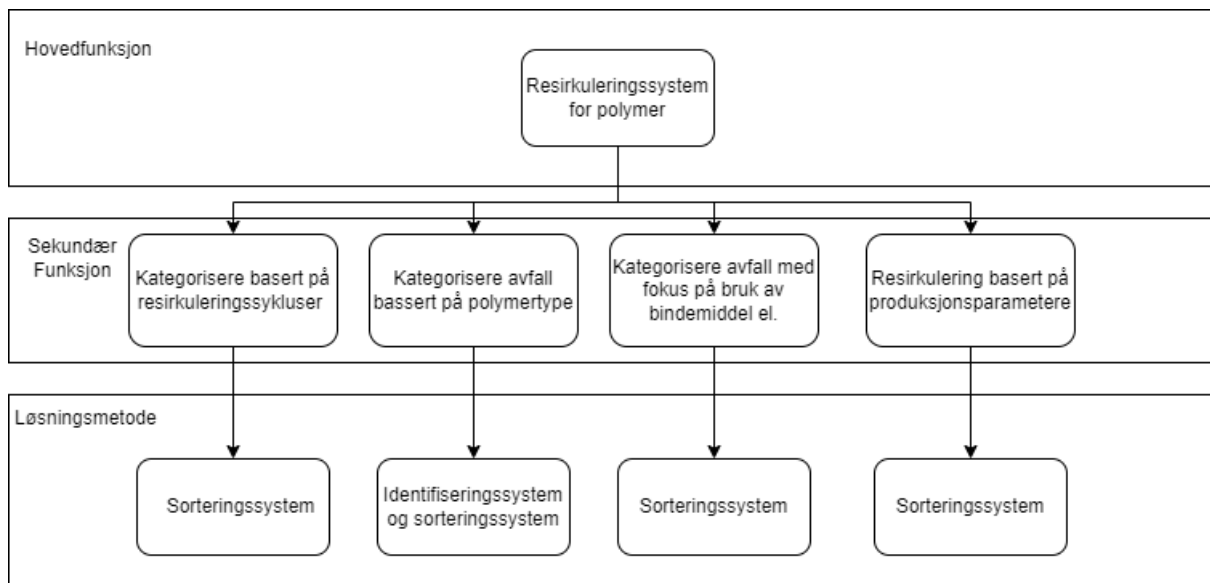 Hovedfunksjon
Resirkuleringssystem
for polymer
Sekundær
Funksjon
Kategorisere basert på
resirkuleringssykluser
Kategorisere avfall
bassert på polymertype
Kategorisere avfall med
fokus på bruk av
bindemiddel el.
Resirkulering basert på
produksjonsparametere
Løsningsmetode
Sorteringssystem
Identifiseringssystem
og sorteringssystem
Sorteringssystem
Sorteringssystem